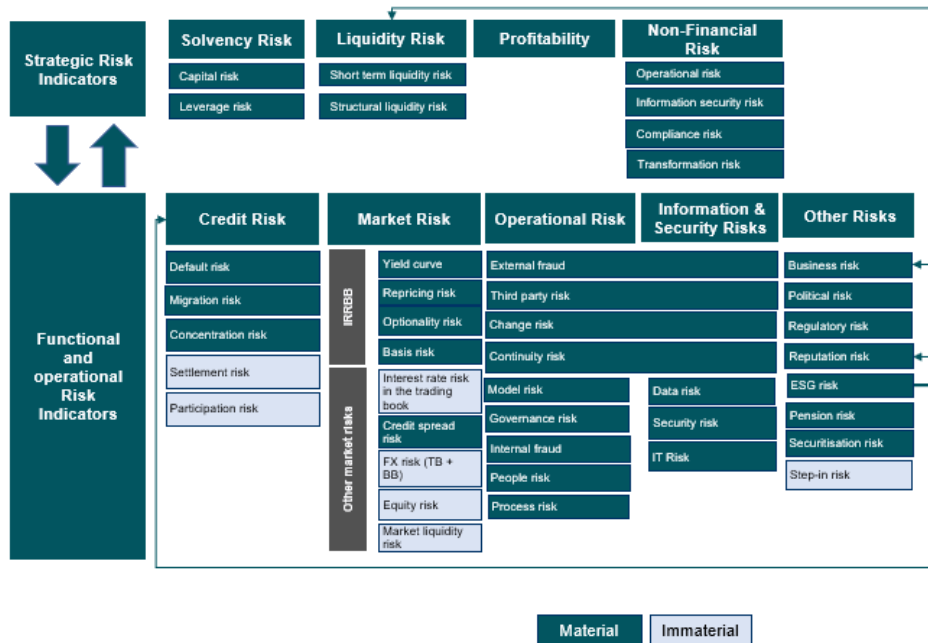 Strategic Risk
Indicators
Solvency Risk
Capital risk
Leverage risk
Liquidity Risk
Short term liquidity risk
Structural liquidity risk
Profitability
Non-Financial
Risk
Operational risk
Information security risk
Compliance risk
Transformation risk
Functional
and
operational
Risk
Indicators
Credit Risk
Default risk
Migration risk
Concentration risk
Settlement risk
Participation risk
Market Risk
IRRBB
Yield curve
Repricing risk
Optionality risk
Basis risk
Other market risks
Interest rate risk
in the trading
book
Credit spread
risk
FX risk (TB +
BB)
Equity risk
Market liquidity
risk
Operational Risk
Information &
Security Risks
External fraud
Third party risk
Change risk
Continuity risk
Model risk
Governance risk
Internal fraud
People risk
Process risk
Data risk
Security risk
IT Risk
Other Risks
Business risk
Political risk
Regulatory risk
Reputation risk
ESG risk
Pension risk
Securitisation risk
Step-in risk
Material
Immaterial